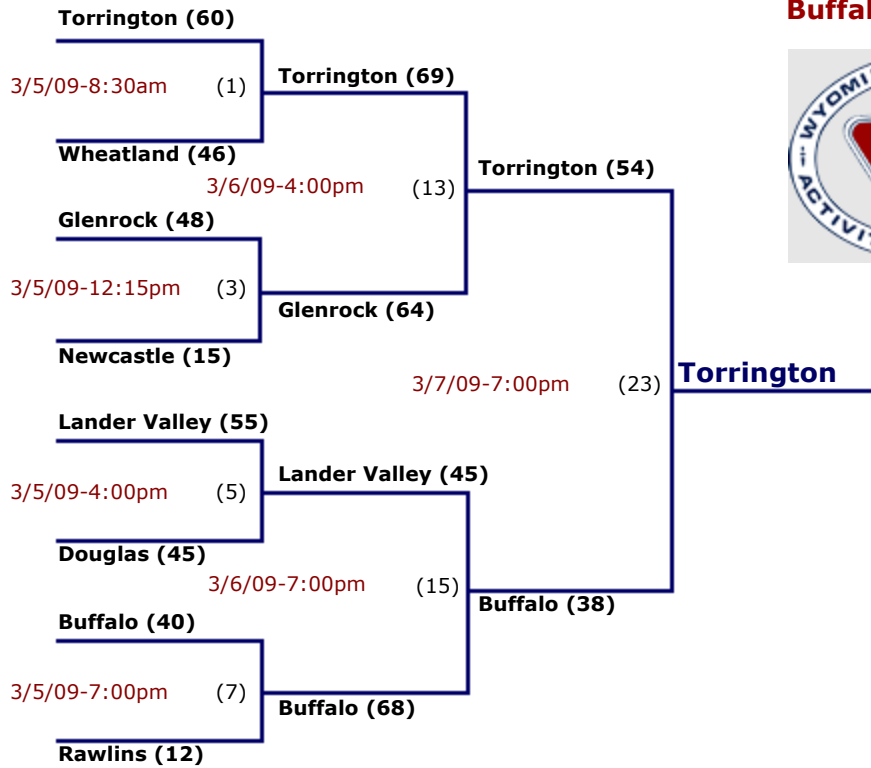 Buffal
Torrington (60)
3/5/09-8:30am (1)
Torrington (69)
Wheatland (46)
3/6/09-4:00pm (13)
Torrington (54)
Glenrock (48)
3/5/09-12:15pm (3)
Glenrock (64)
Newcastle (15)
3/7/09-7:00pm (23)
Torrington
Lander Valley (55)
Lander Valley (45)
3/5/09-4:00pm (5)
Douglas (45)
3/6/09-7:00pm (15)
Buffalo (38)
Buffalo (40)
3/5/09-7:00pm (7)
Buffalo (68)
Rawlins (12)
WYOMI
ACTIVIT